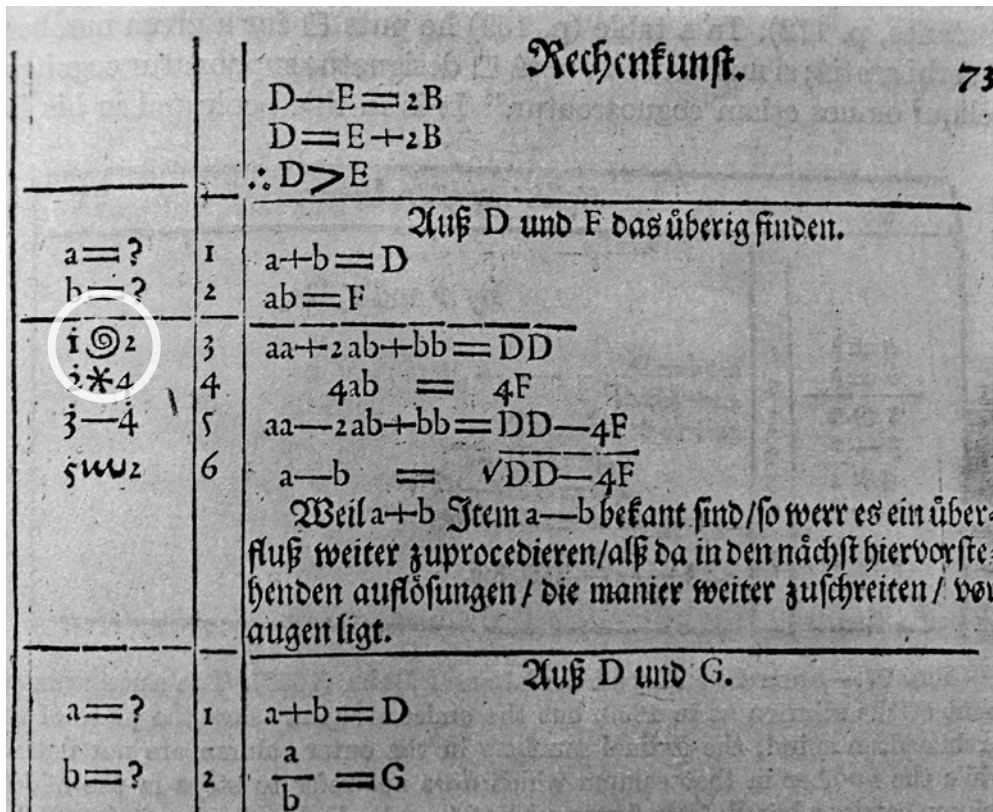 Rechenkunst. 73
D—E=2B
D=E+2B
∴D>E
Auß D und F das überig finden.
a=? 1 a+b=D
b=? 2 ab=F
1 ⌾ 2 3 aa+2ab+bb=DD
2*4 4 4ab = 4F
3—4 5 aa—2ab+bb=DD—4F
5ɯ2 6 a—b = √DD—4F
Weil a+b Item a—b bekant sind/so werr es ein über=
fluß weiter zuprocedieren/alß da in den nächst hiervorste=
henden auflösungen/ die manier weiter zuschreiten/ vor
augen ligt.
Auß D und G.
a=? 1 a+b=D
b=? 2 a/b =G